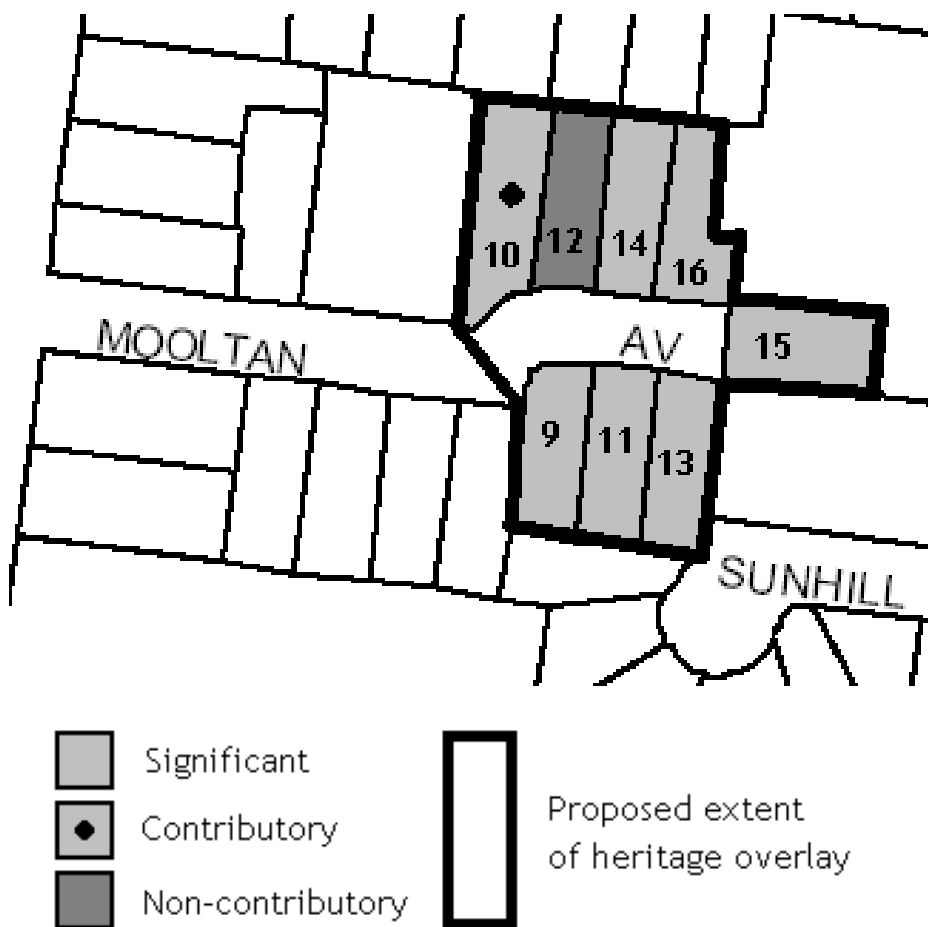 10
12
14
16
MOOLTAN
AV
15
9
11
13
SUNHILL
Significant
Contributory
Non-contributory
Proposed extent
of heritage overlay